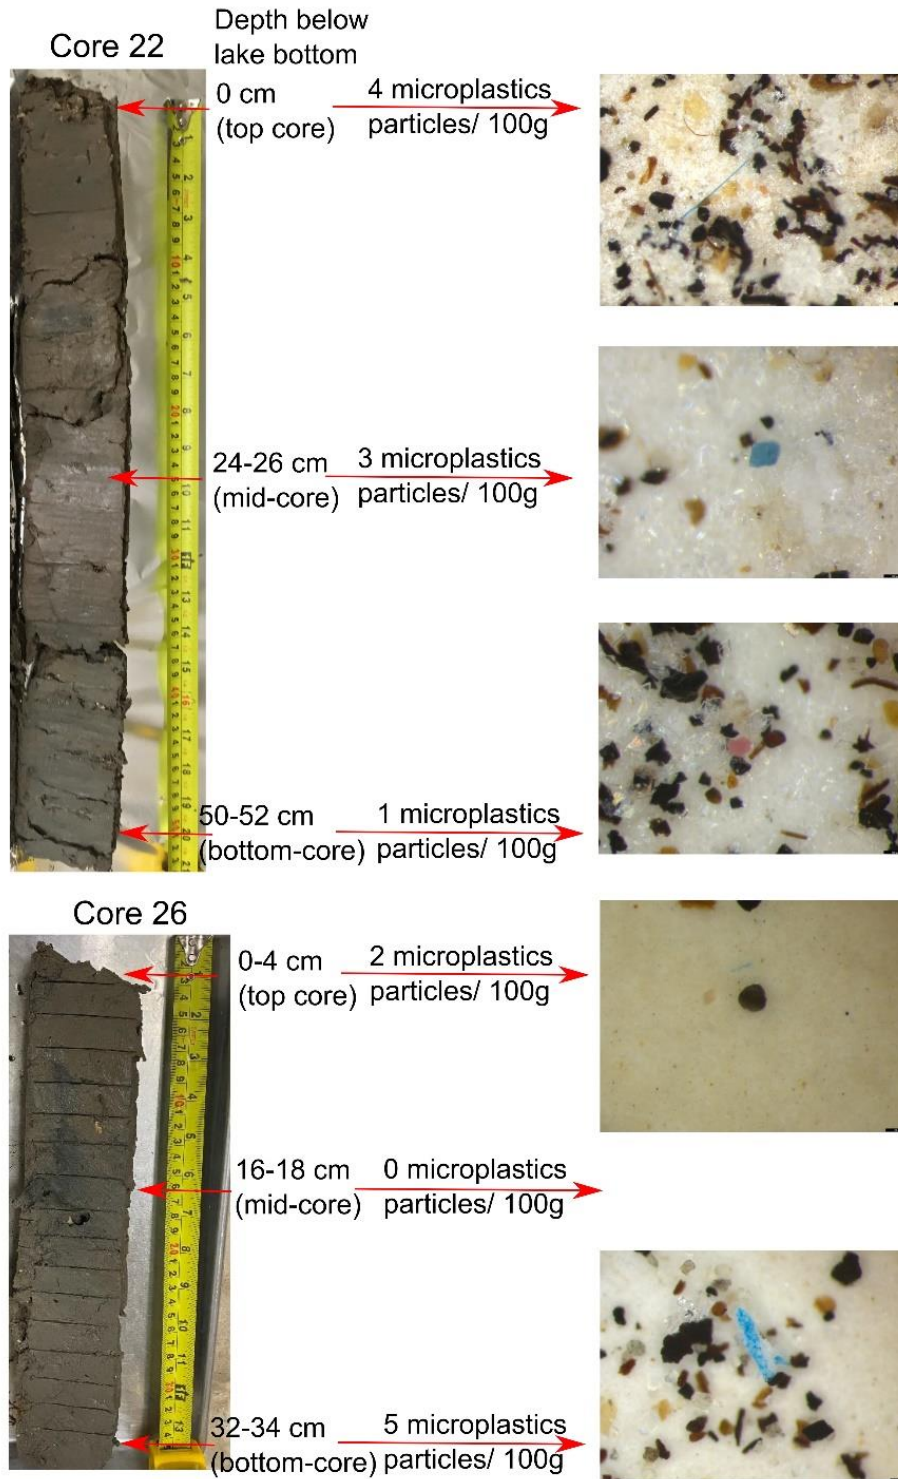 Depth below
lake bottom
Core 22
0 cm
(top core)
4 microplastics
particles/ 100g
24-26 cm
(mid-core)
3 microplastics
particles/ 100g
50-52 cm
(bottom-core)
1 microplastics
particles/ 100g
Core 26
0-4 cm
(top core)
2 microplastics
particles/ 100g
16-18 cm
(mid-core)
0 microplastics
particles/ 100g
32-34 cm
(bottom-core)
5 microplastics
particles/ 100g